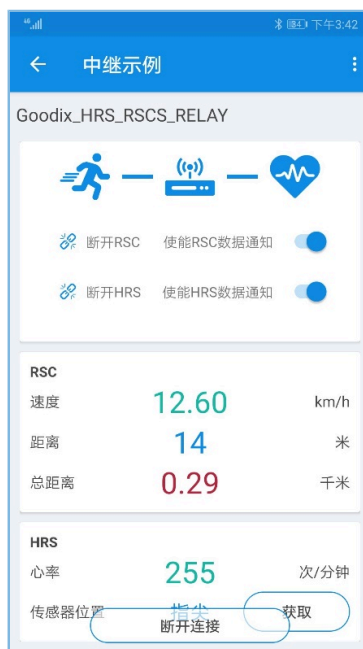 46 54 下午3:42
中继示例
Goodix_HRS_RSCS_RELAY
断开RSC 使能RSC数据通知
断开HRS 使能HRS数据通知
RSC
速度 12.60 km/h
距离 14 米
总距离 0.29 千米
HRS
心率 255 次/分钟
传感器位置 指尖 获取
断开连接